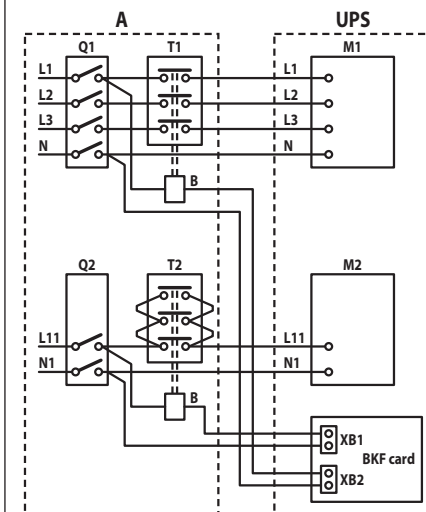 A UPS
Q1 T1 M1
L1 L1
L2 L2
L3 L3
N N
B
Q2 T2 M2
L11 L11
N1 N1
B
XB1
BKF card
XB2